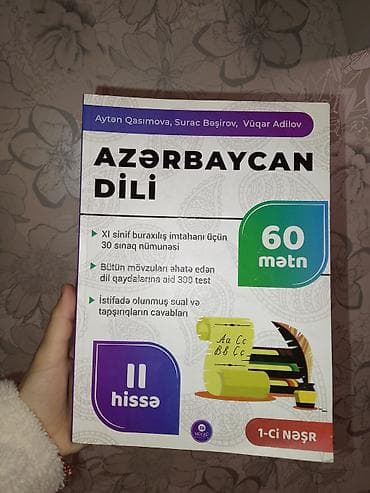 Aytən Qasımova, Surac Bəşirov, Vüqar Adilov
AZƏRBAYCAN
DİLİ
XI sinif buraxılış imtahanı üçün
30 sınaq nümunəsi
60
mətn
Bütün mövzuları əhatə edən
dil qaydalarına aid 300 test
İstifadə olunmuş sual və
tapşırıqların cavabları
Aa Cc
Bb Cc
II
hissə
1-Cİ NƏŞR